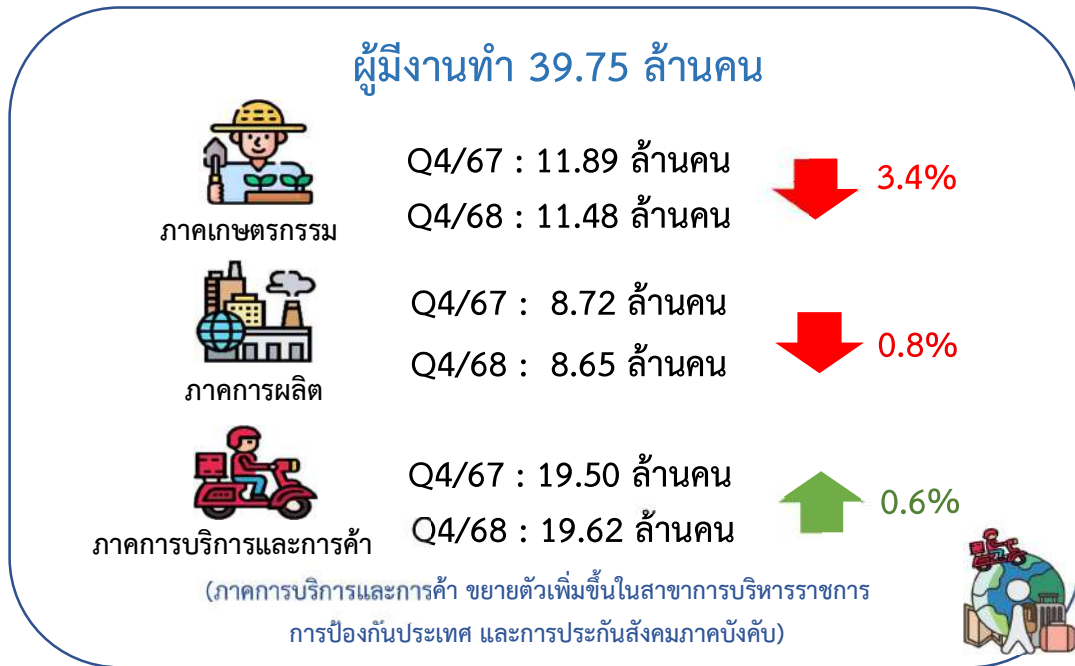 ผู้มีงานทำ 39.75 ล้านคน
Q4/67 : 11.89 ล้านคน
3.4%
Q4/68 : 11.48 ล้านคน
ภาคเกษตรกรรม
Q4/67 : 8.72 ล้านคน
0.8%
Q4/68 : 8.65 ล้านคน
ภาคการผลิต
Q4/67 : 19.50 ล้านคน
0.6%
Q4/68 : 19.62 ล้านคน
ภาคการบริการและการค้า
(ภาคการบริการและการค้า ขยายตัวเพิ่มขึ้นในสาขาการบริหารราชการ
การป้องกันประเทศ และการประกันสังคมภาคบังคับ)